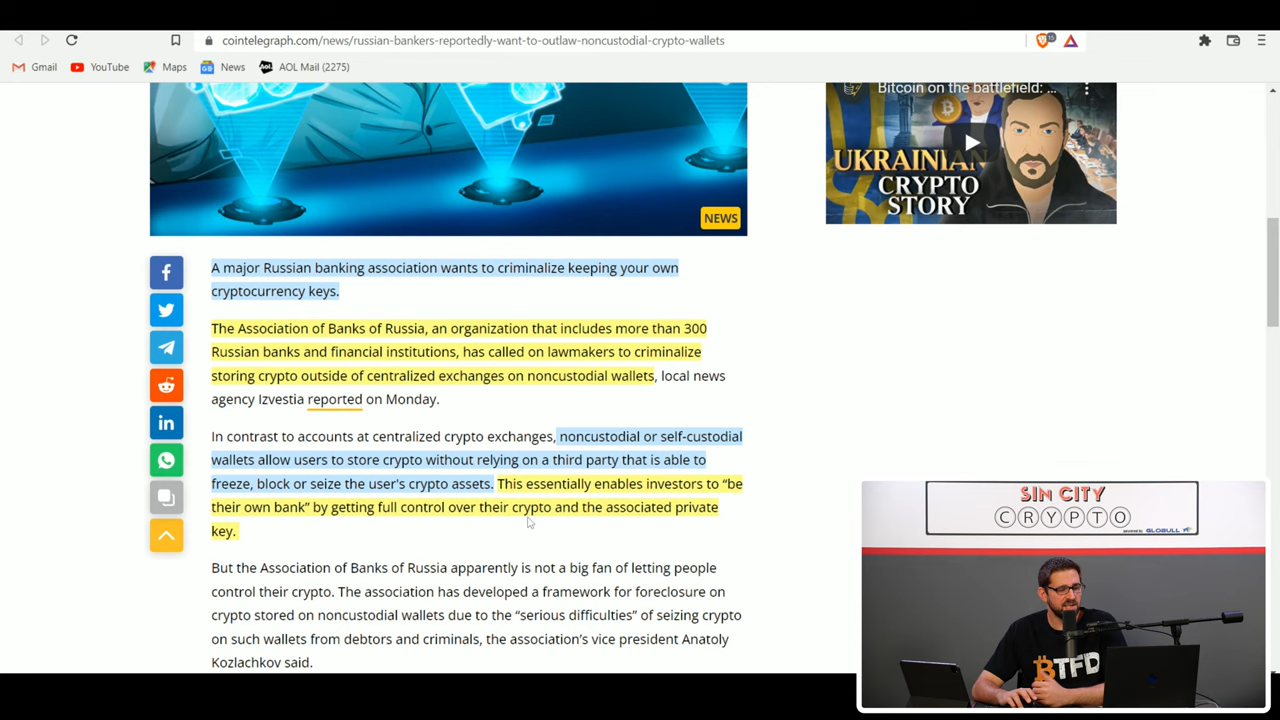 cointelegraph.com/news/russian-bankers-reportedly-want-to-outlaw-noncustodial-crypto-wallets
15
Gmail YouTube Maps News AOL Mail (2275)
NEWS
Bitcoin on the battlefield: ...
UKRAINIAN
CRYPTO
STORY
A major Russian banking association wants to criminalize keeping your own
cryptocurrency keys.
The Association of Banks of Russia, an organization that includes more than 300
Russian banks and financial institutions, has called on lawmakers to criminalize
storing crypto outside of centralized exchanges on noncustodial wallets, local news
agency Izvestia reported on Monday.
In contrast to accounts at centralized crypto exchanges, noncustodial or self-custodial
wallets allow users to store crypto without relying on a third party that is able to
freeze, block or seize the user's crypto assets. This essentially enables investors to “be
their own bank” by getting full control over their crypto and the associated private
key.
But the Association of Banks of Russia apparently is not a big fan of letting people
control their crypto. The association has developed a framework for foreclosure on
crypto stored on noncustodial wallets due to the “serious difficulties” of seizing crypto
on such wallets from debtors and criminals, the association’s vice president Anatoly
Kozlachkov said.
SIN CITY
CRYPTO
powered by GLOBULL
BTFD